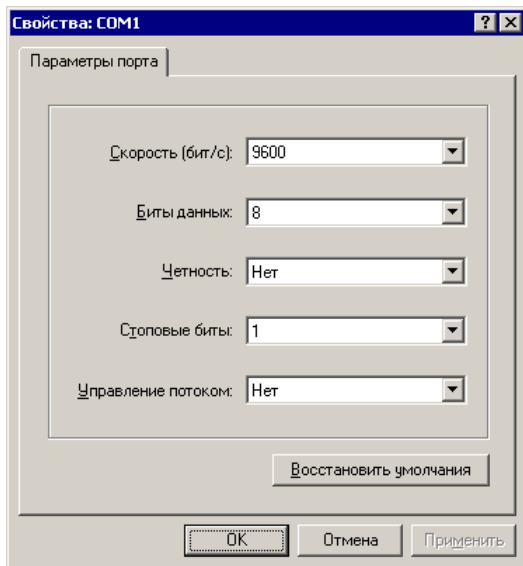 Свойства: COM1
Параметры порта
Скорость (бит/с): 9600
Биты данных: 8
Четность: Нет
Стоповые биты: 1
Управление потоком: Нет
Восстановить умолчания
OK Отмена Применить